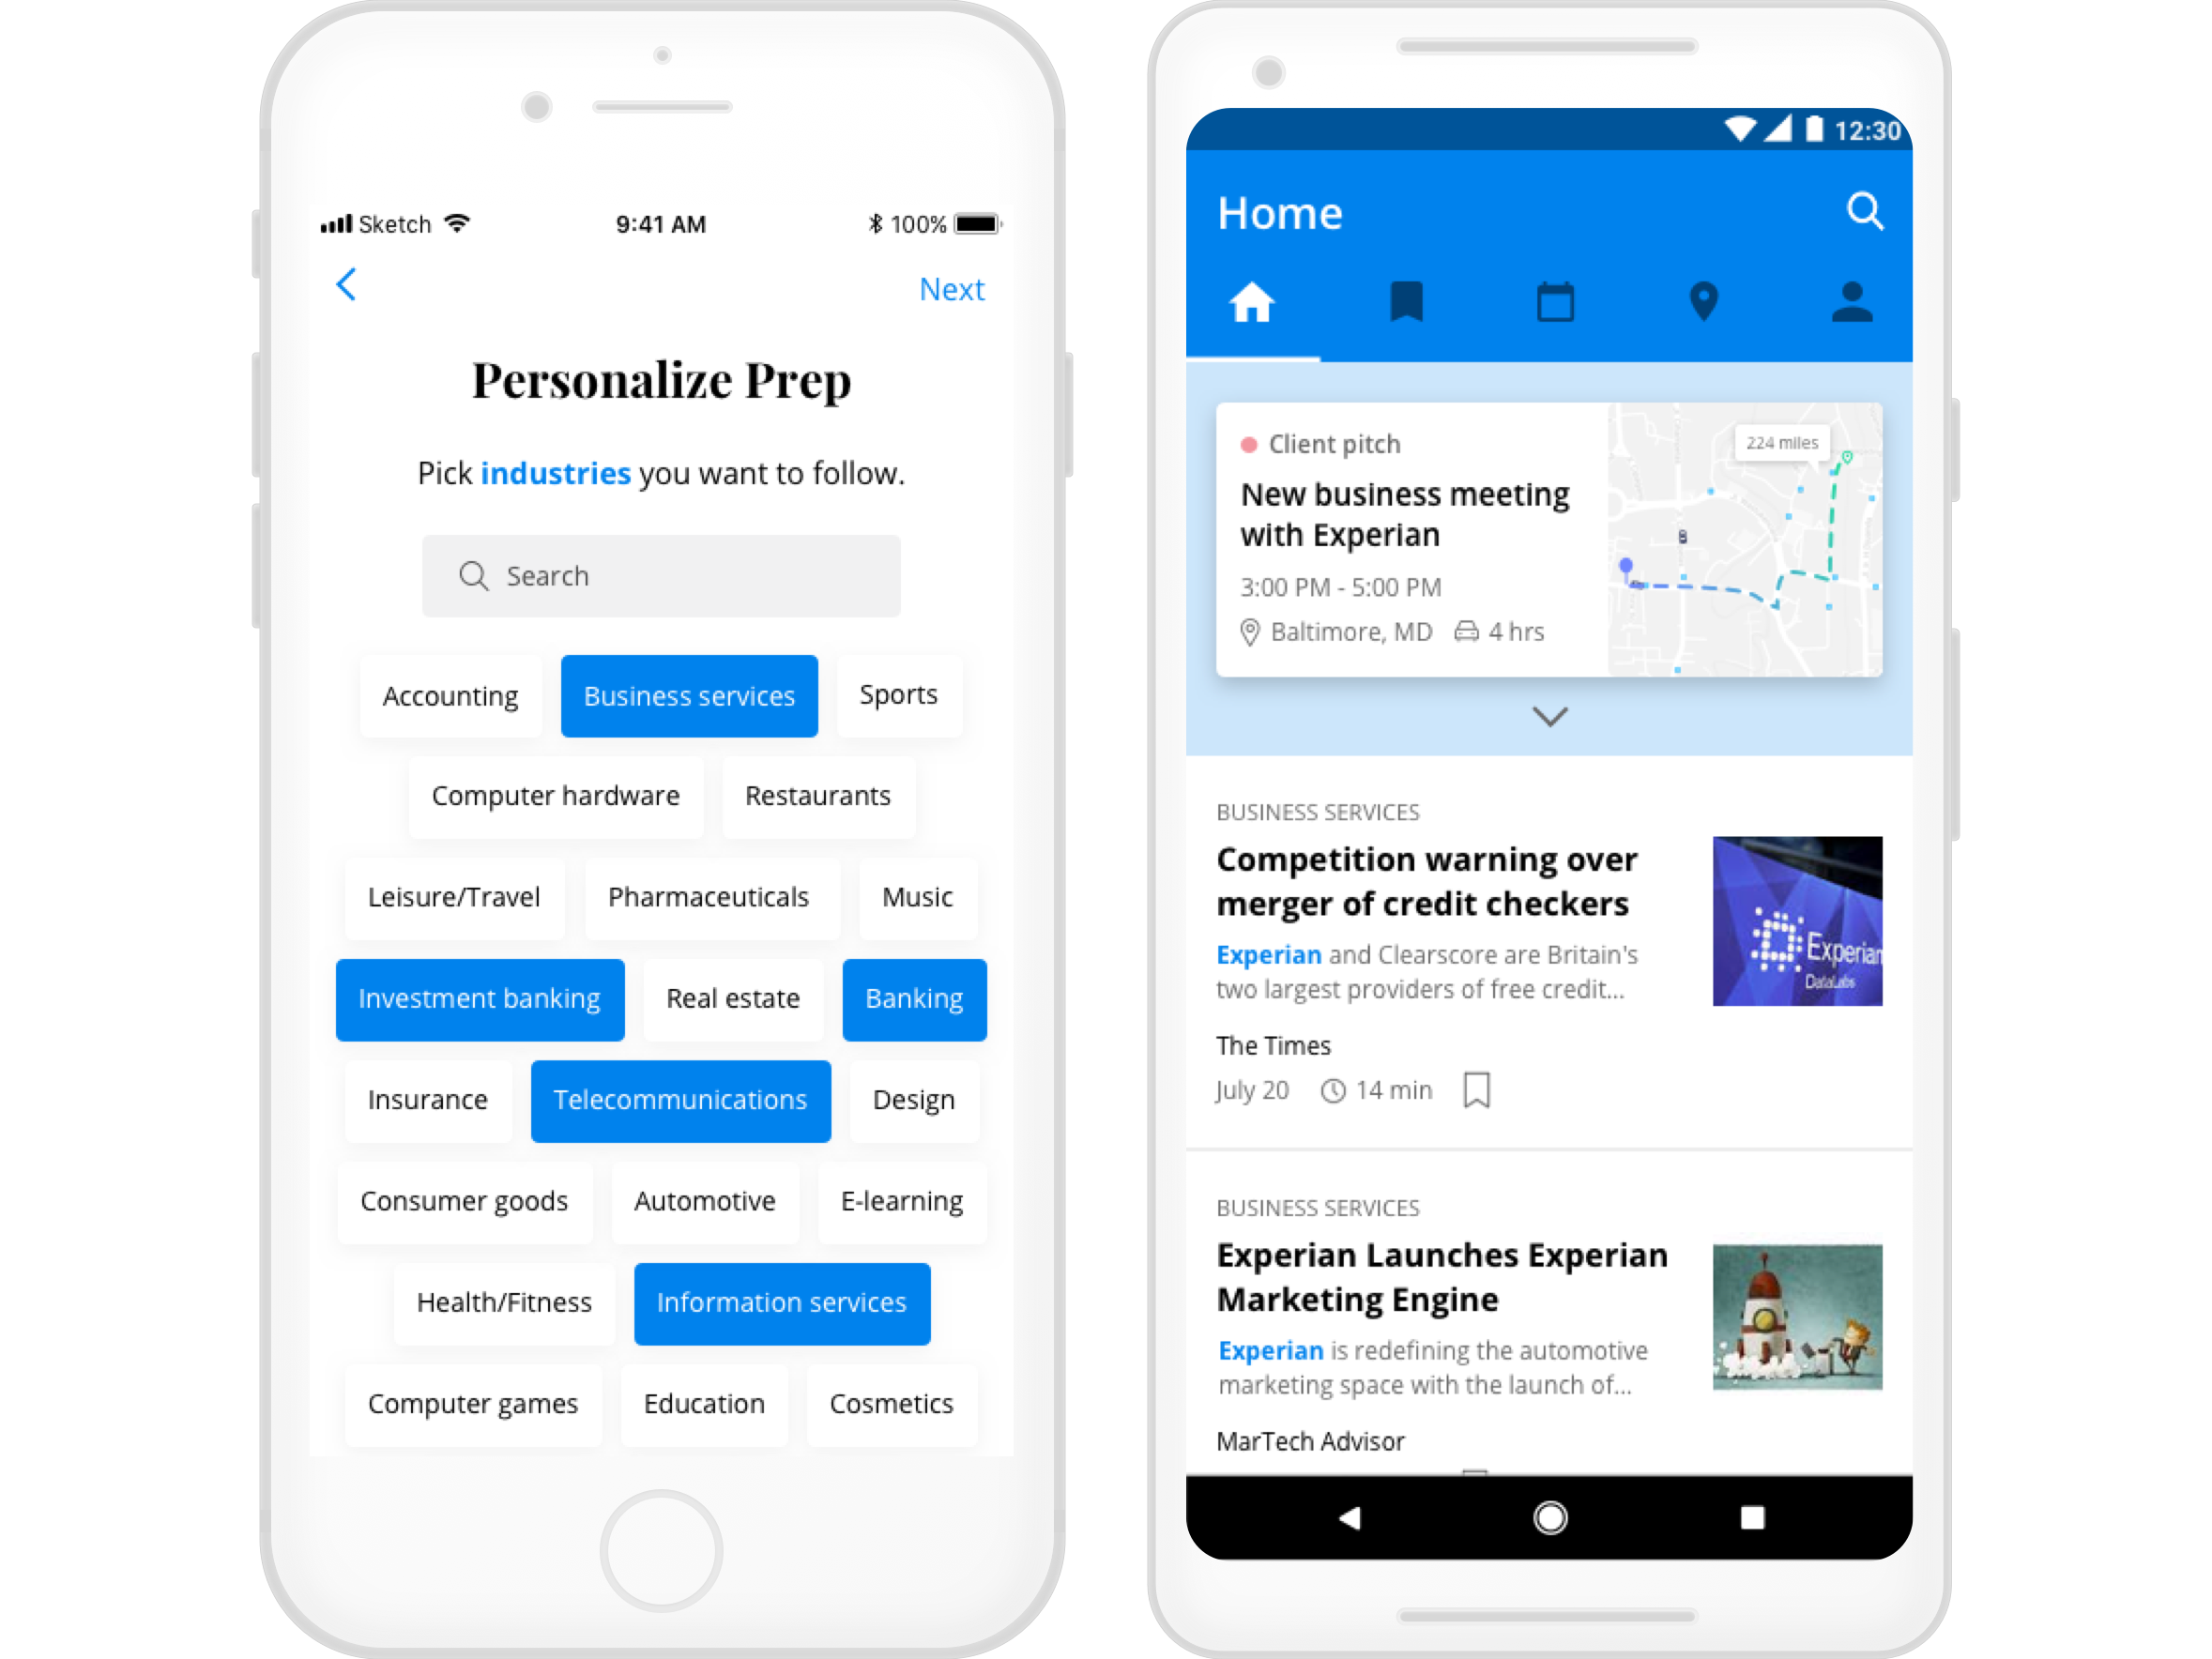 Sketch 9:41 AM 100%
Next
Personalize Prep
Pick industries you want to follow.
Search
Accounting Business services Sports
Computer hardware Restaurants
Leisure/Travel Pharmaceuticals Music
Investment banking Real estate Banking
Insurance Telecommunications Design
Consumer goods Automotive E-learning
Health/Fitness Information services
Computer games Education Cosmetics
12:30
Home
Client pitch
New business meeting
with Experian
3:00 PM - 5:00 PM
Baltimore, MD 4 hrs
224 miles
BUSINESS SERVICES
Competition warning over
merger of credit checkers
Experian and Clearscore are Britain's
two largest providers of free credit...
Experian
DataLabs
The Times
July 20 14 min
BUSINESS SERVICES
Experian Launches Experian
Marketing Engine
Experian is redefining the automotive
marketing space with the launch of...
MarTech Advisor